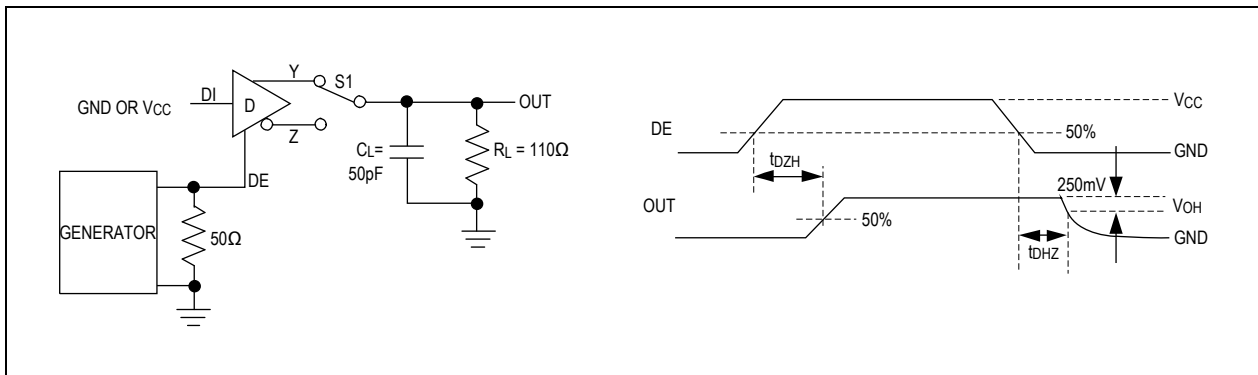 GND OR VCC
DI
D
Y
Z
S1
OUT
CL=
50pF
RL = 110Ω
DE
GENERATOR
50Ω
DE
VCC
50%
GND
tDZH
250mV
OUT
VOH
50%
GND
tDHZ